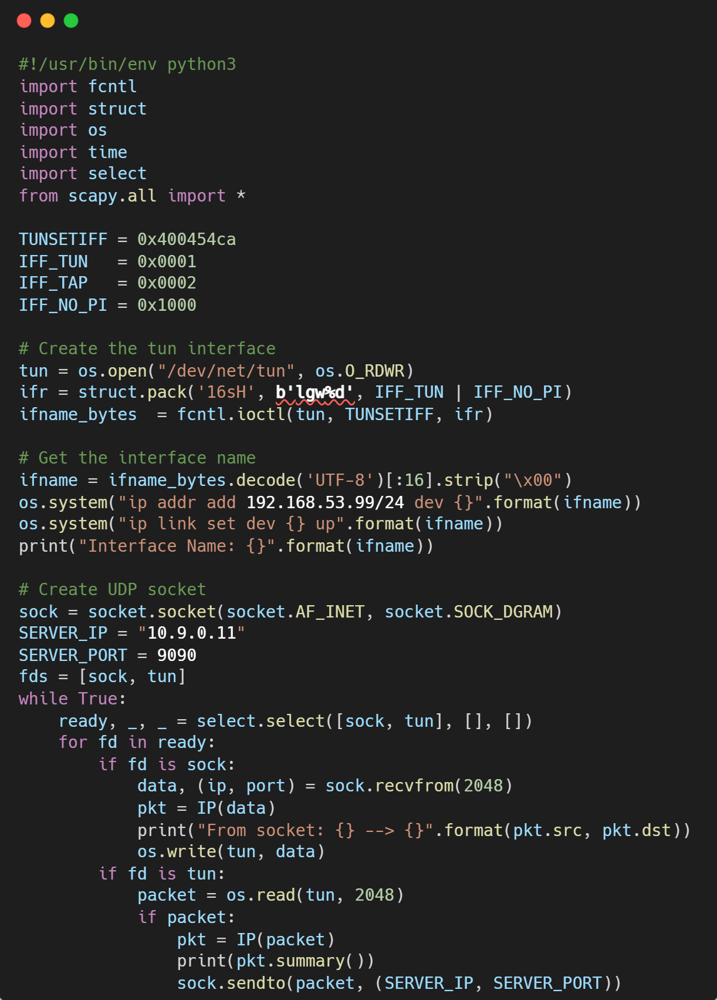 #!/usr/bin/env python3
import fcntl
import struct
import os
import time
import select
from scapy.all import *

TUNSETIFF = 0x400454ca
IFF_TUN   = 0x0001
IFF_TAP   = 0x0002
IFF_NO_PI = 0x1000

# Create the tun interface
tun = os.open("/dev/net/tun", os.O_RDWR)
ifr = struct.pack('16sH', b'lgw%d', IFF_TUN | IFF_NO_PI)
ifname_bytes  = fcntl.ioctl(tun, TUNSETIFF, ifr)

# Get the interface name
ifname = ifname_bytes.decode('UTF-8')[:16].strip("\x00")
os.system("ip addr add 192.168.53.99/24 dev {}".format(ifname))
os.system("ip link set dev {} up".format(ifname))
print("Interface Name: {}".format(ifname))

# Create UDP socket
sock = socket.socket(socket.AF_INET, socket.SOCK_DGRAM)
SERVER_IP = "10.9.0.11"
SERVER_PORT = 9090
fds = [sock, tun]
while True:
    ready, _, _ = select.select([sock, tun], [], [])
    for fd in ready:
        if fd is sock:
            data, (ip, port) = sock.recvfrom(2048)
            pkt = IP(data)
            print("From socket: {} --> {}".format(pkt.src, pkt.dst))
            os.write(tun, data)
        if fd is tun:
            packet = os.read(tun, 2048)
            if packet:
                pkt = IP(packet)
                print(pkt.summary())
                sock.sendto(packet, (SERVER_IP, SERVER_PORT))